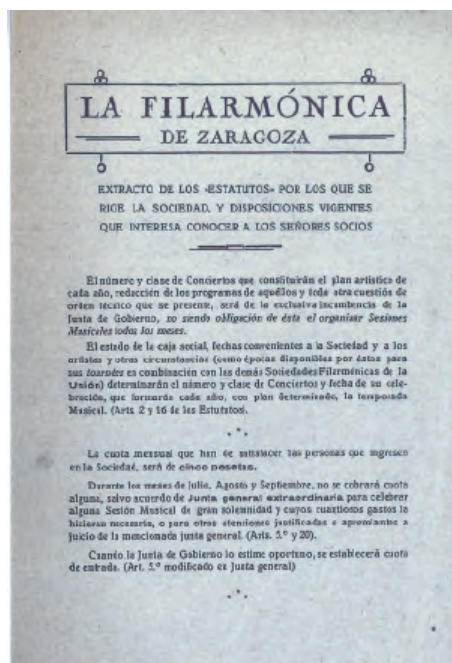 LA FILARMÓNICA
DE ZARAGOZA
EXTRACTO DE LOS «ESTATUTOS» POR LOS QUE SE
RIGE LA SOCIEDAD, Y DISPOSICIONES VIGENTES
QUE INTERESA CONOCER A LOS SEÑORES SOCIOS
El número y clase de Conciertos que constituirán el plan artístico de
cada año, redacción de los programas de aquéllos y toda otra cuestión de
orden técnico que se presente, será de la exclusiva incumbencia de la
Junta de Gobierno, no siendo obligación de ésta el organizar Sesiones
Musicales todos los meses.
El estado de la caja social, fechas convenientes a la Sociedad y a los
artistas y otras circunstancias (como épocas disponibles por éstos para
sus tournées en combinación con las demás Sociedades Filarmónicas de la
Unión) determinarán el número y clase de Conciertos y fecha de su cele-
bración, que formarán cada año, con plan determinado, la temporada
Musical. (Arts. 2 y 16 de los Estatutos).
La cuota mensual que han de satisfacer las personas que ingresen
en la Sociedad, será de cinco pesetas.
Durante los meses de Julio, Agosto y Septiembre, no se cobrará cuota
alguna, salvo acuerdo de Junta general extraordinaria para celebrar
alguna Sesión Musical de gran solemnidad y cuyos cuantiosos gastos la
hicieran necesaria, o para otras atenciones justificadas e apremiantes a
juicio de la mencionada junta general. (Arts. 5.º y 20).
Cuando la Junta de Gobierno lo estime oportuno, se establecerá cuota
de entrada. (Art. 5.º modificado en Junta general)